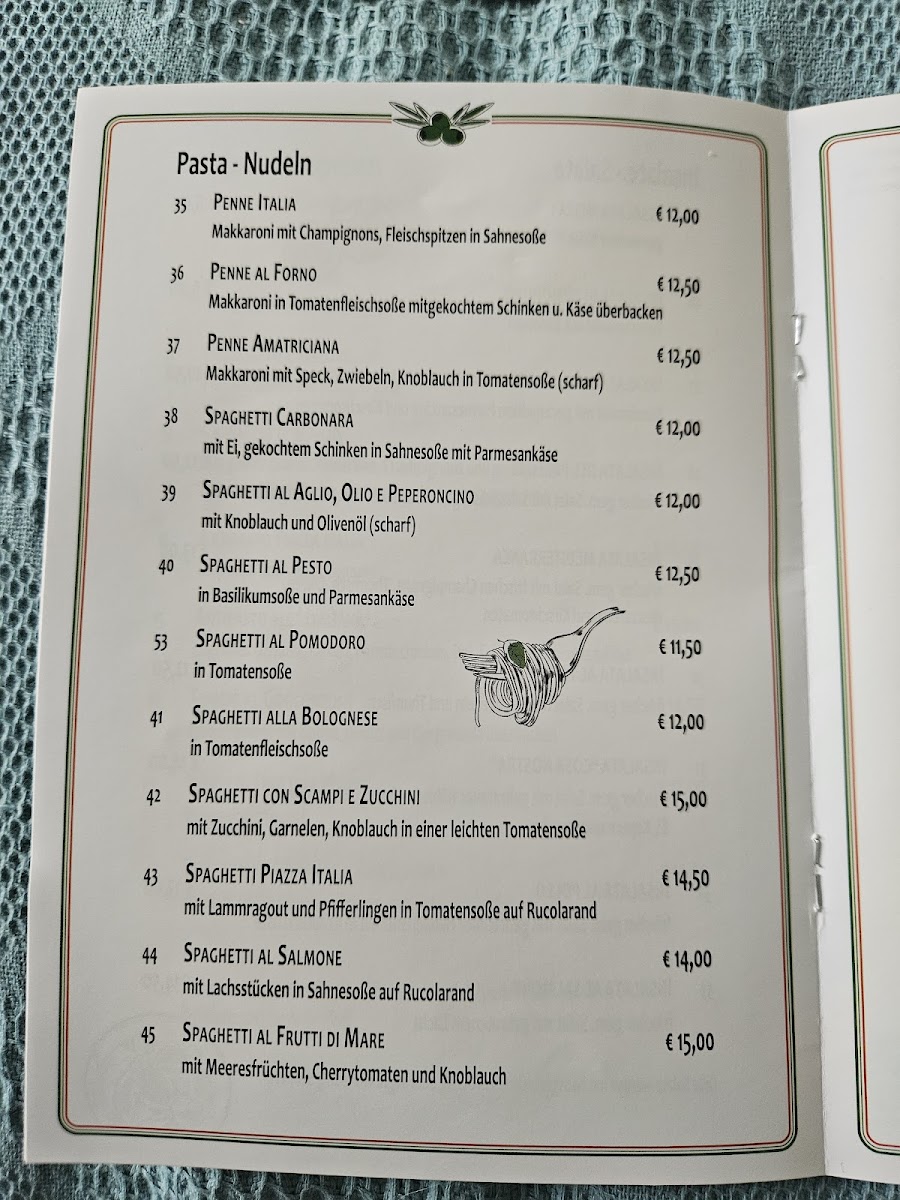 Pasta - Nudeln
35 Penne Italia € 12,00
Makkaroni mit Champignons, Fleischspitzen in Sahnesoße
36 Penne al Forno € 12,50
Makkaroni in Tomatenfleischsoße mitgekochtem Schinken u. Käse überbacken
37 Penne Amatriciana € 12,50
Makkaroni mit Speck, Zwiebeln, Knoblauch in Tomatensoße (scharf)
38 Spaghetti Carbonara € 12,00
mit Ei, gekochtem Schinken in Sahnesoße mit Parmesankäse
39 Spaghetti al Aglio, Olio e Peperoncino € 12,00
mit Knoblauch und Olivenöl (scharf)
40 Spaghetti al Pesto € 12,50
in Basilikumsoße und Parmesankäse
53 Spaghetti al Pomodoro € 11,50
in Tomatensoße
41 Spaghetti alla Bolognese € 12,00
in Tomatenfleischsoße
42 Spaghetti con Scampi e Zucchini € 15,00
mit Zucchini, Garnelen, Knoblauch in einer leichten Tomatensoße
43 Spaghetti Piazza Italia € 14,50
mit Lammragout und Pfifferlingen in Tomatensoße auf Rucolarand
44 Spaghetti al Salmone € 14,00
mit Lachsstücken in Sahnesoße auf Rucolarand
45 Spaghetti al Frutti di Mare € 15,00
mit Meeresfrüchten, Cherrytomaten und Knoblauch